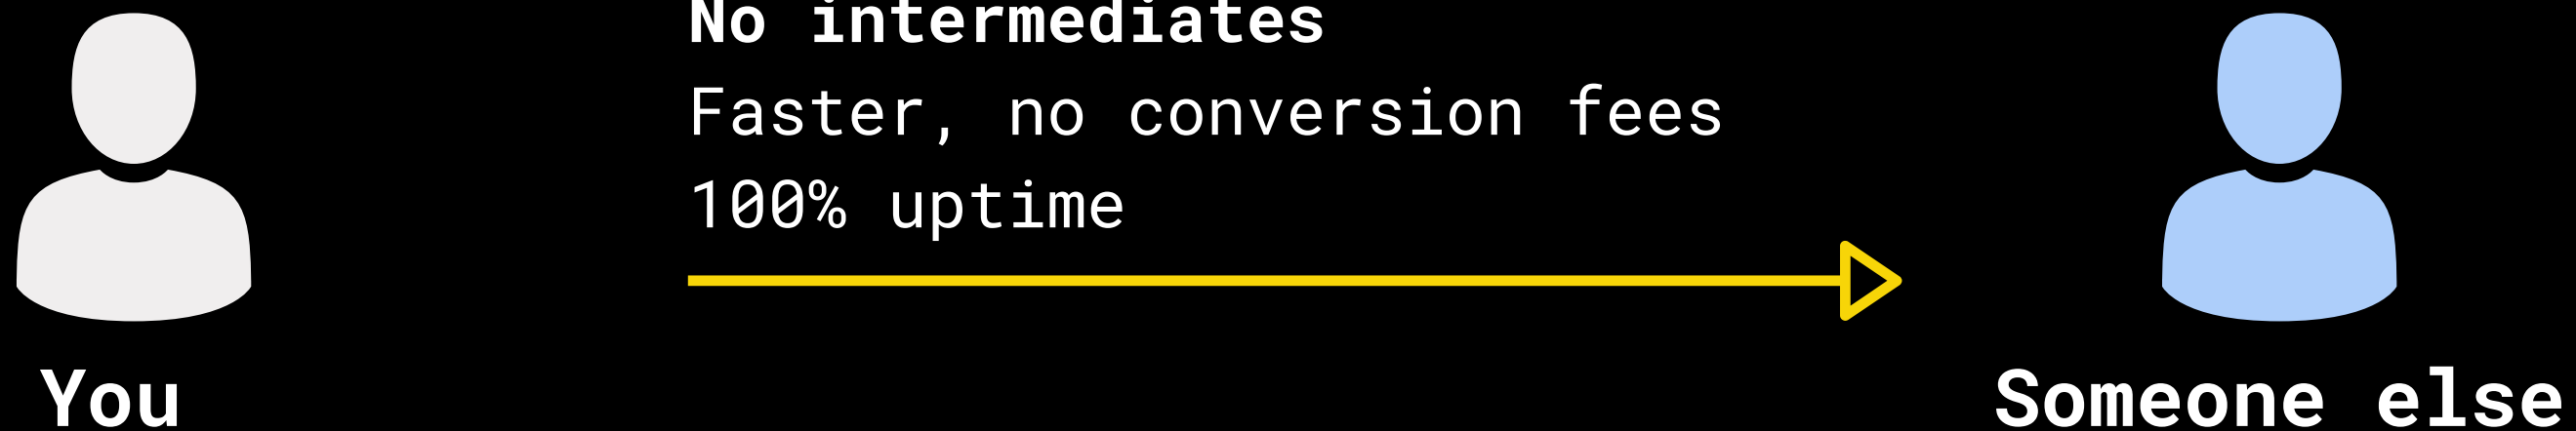 No intermediates
Faster, no conversion fees
100% uptime
You
Someone else